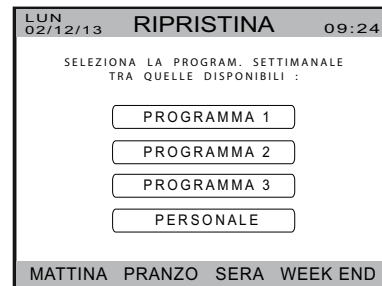 LUN
02/12/13 RIPRISTINA 09:24
SELEZIONA LA PROGRAM. SETTIMANALE
TRA QUELLE DISPONIBILI :
PROGRAMMA 1
PROGRAMMA 2
PROGRAMMA 3
PERSONALE
MATTINA PRANZO SERA WEEK END